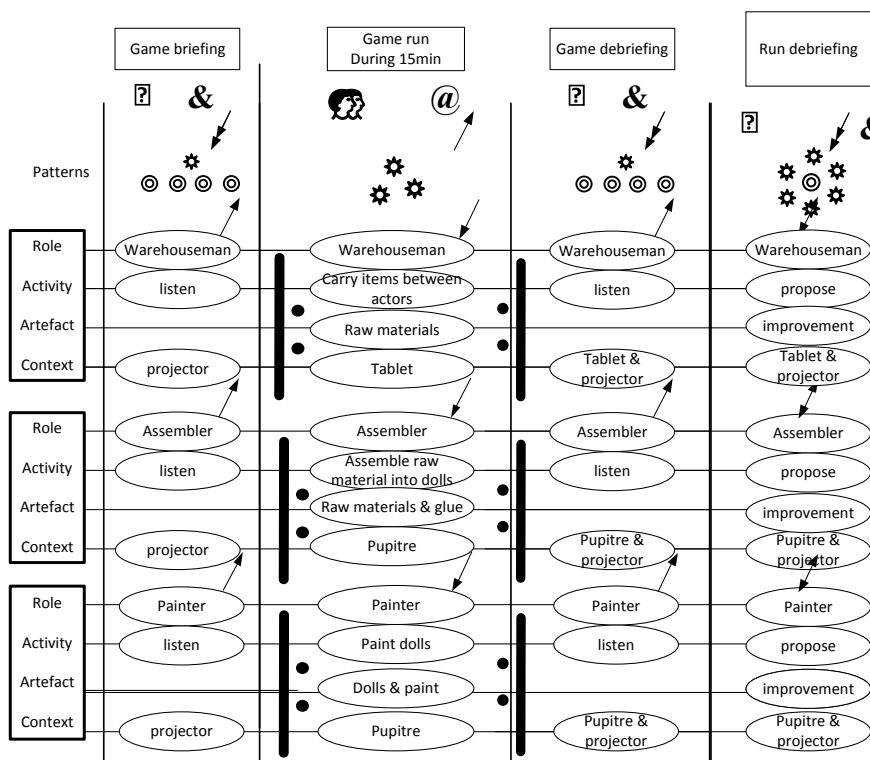 Game briefing
Game run
During 15min
Game debriefing
Run debriefing
? & @ ? & ? &
Patterns
Role Warehouseman Warehouseman Warehouseman Warehouseman
Activity listen Carry items between
actors listen propose
Artefact Raw materials improvement
Context projector Tablet Tablet &
projector Tablet &
projector
Role Assembler Assembler Assembler Assembler
Activity listen Assemble raw
material into dolls listen propose
Artefact Raw materials & glue improvement
Context projector Pupitre Pupitre &
projector Pupitre &
projector
Role Painter Painter Painter Painter
Activity listen Paint dolls listen propose
Artefact Dolls & paint improvement
Context projector Pupitre Pupitre &
projector Pupitre &
projector